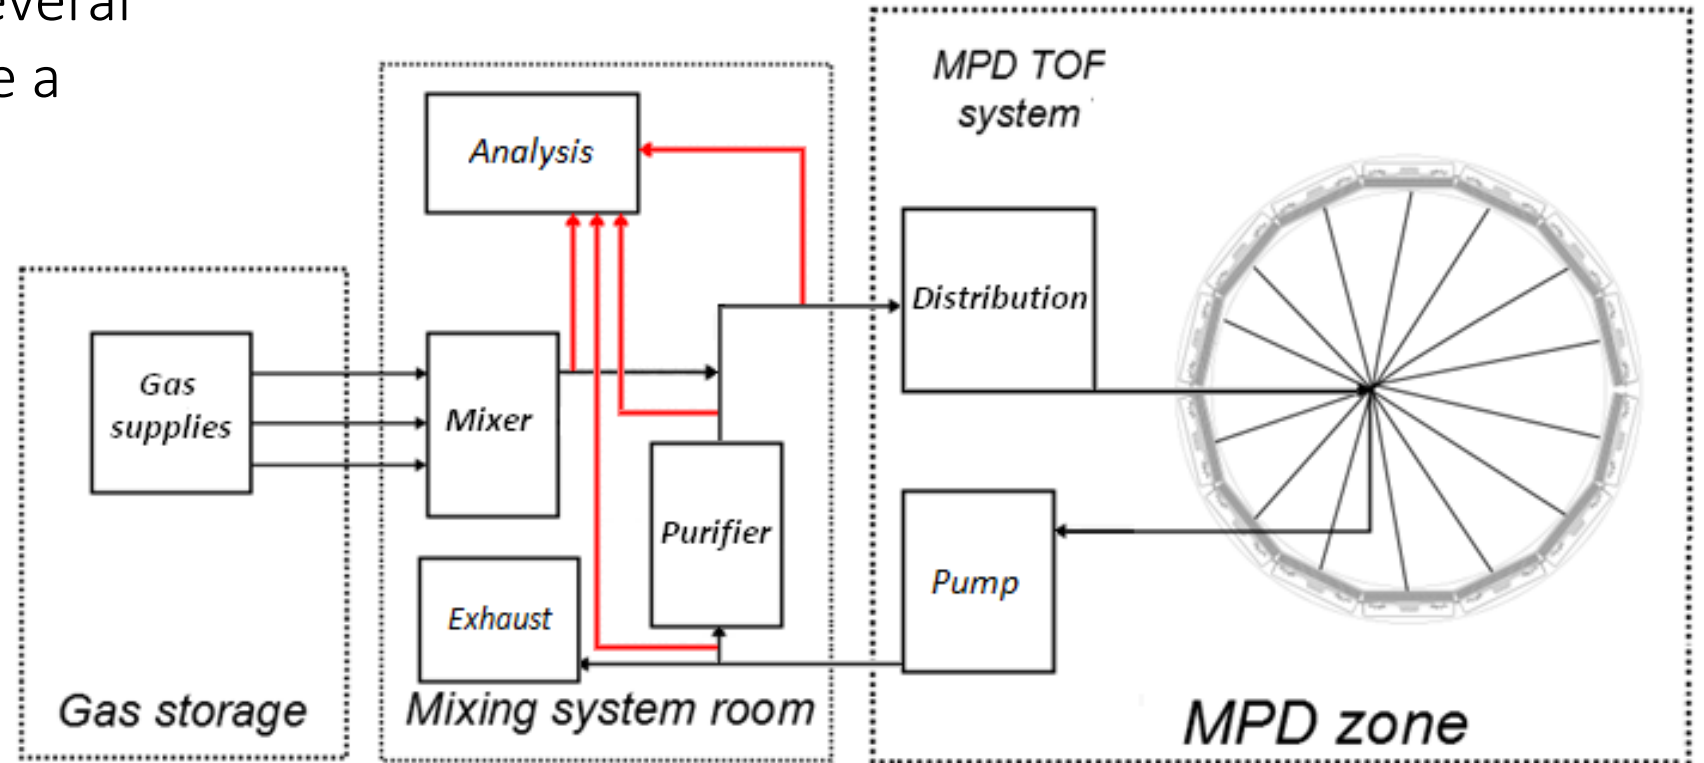 e a
MPD TOF
system
Analysis
Distribution
Gas
supplies
Mixer
Purifier
Exhaust
Pump
Gas storage
Mixing system room
MPD zone